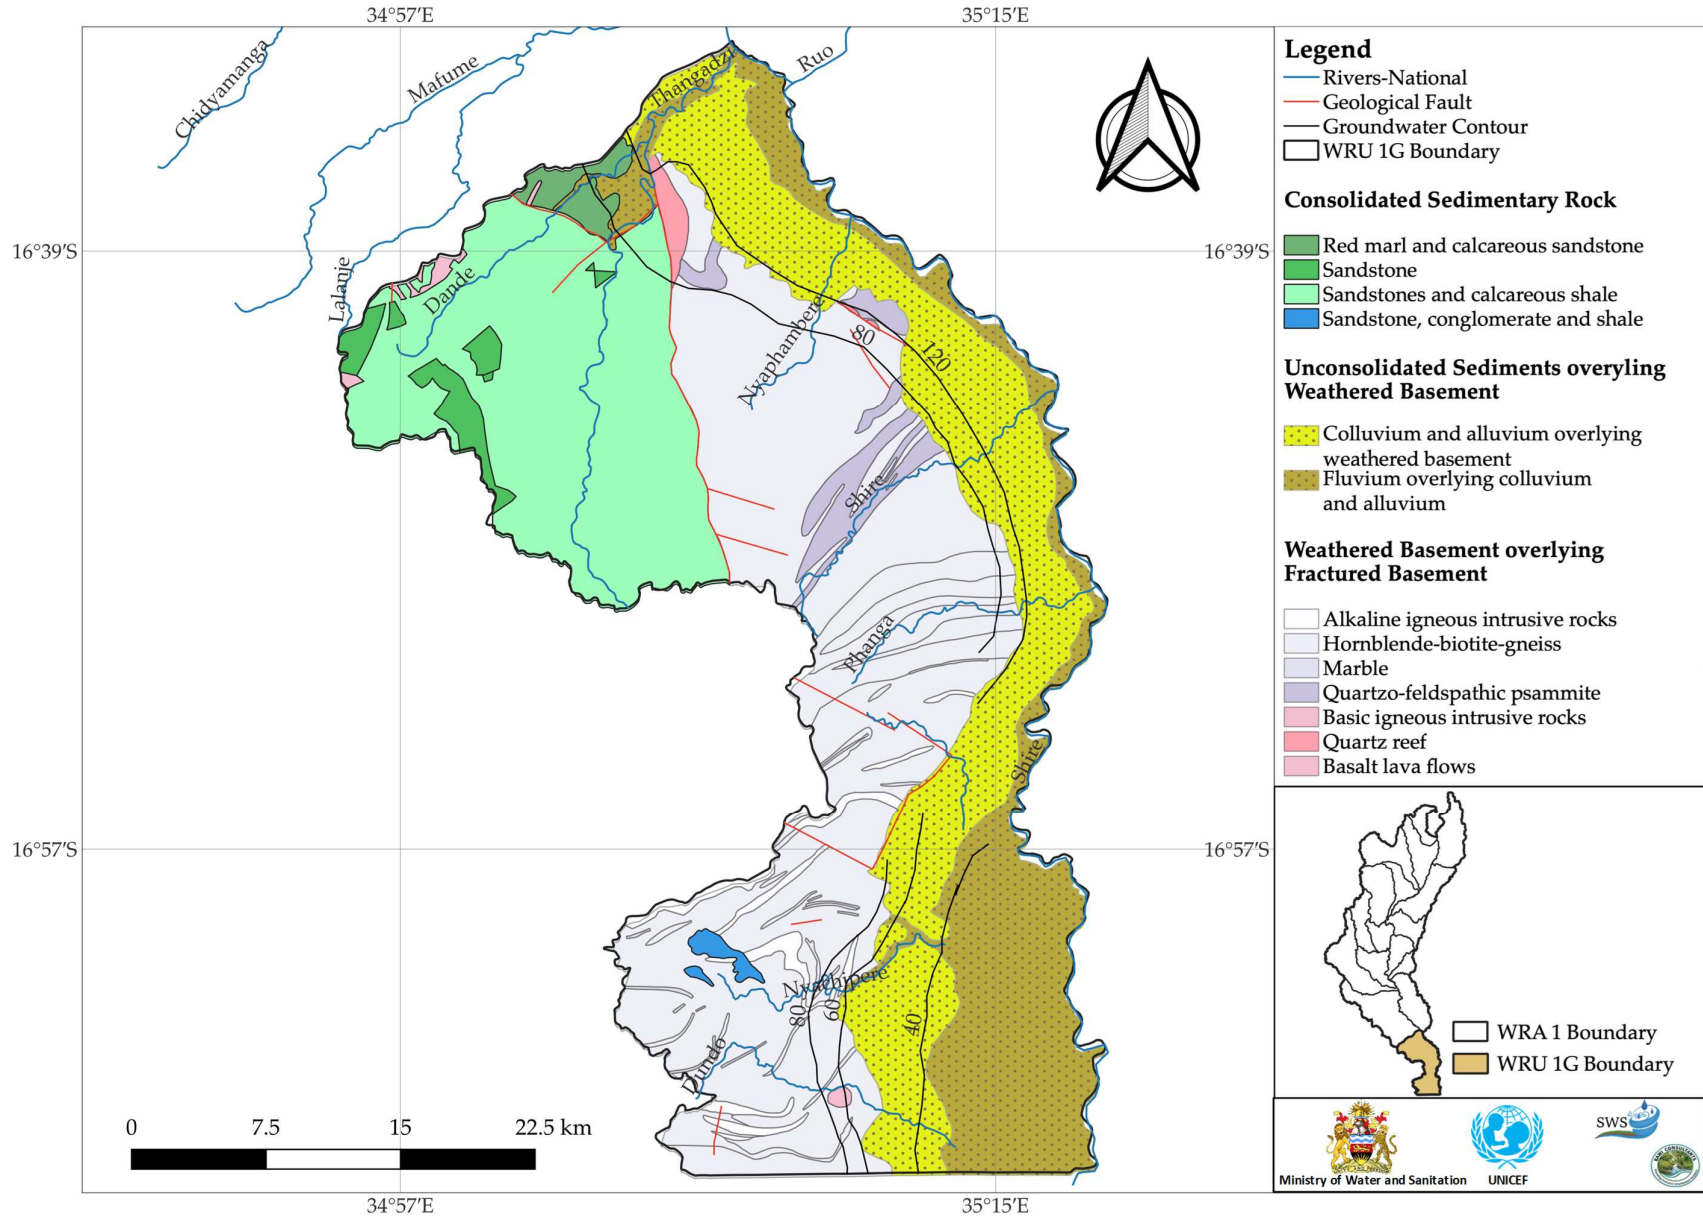 34°57′E
35°15′E
Chidyamanga
Mafume
Thangadzi
Ruo
16°39′S
16°39′S
Lalanje
Dande
Nyaphambere
80
120
Shire
Phanga
Shire
16°57′S
16°57′S
Nyachipere
80
60
40
Dundo
0
7.5
15
22.5 km
34°57′E
35°15′E
Legend
Rivers-National
Geological Fault
Groundwater Contour
WRU 1G Boundary
Consolidated Sedimentary Rock
Red marl and calcareous sandstone
Sandstone
Sandstones and calcareous shale
Sandstone, conglomerate and shale
Unconsolidated Sediments overyling
Weathered Basement
Colluvium and alluvium overlying
weathered basement
Fluvium overlying colluvium
and alluvium
Weathered Basement overlying
Fractured Basement
Alkaline igneous intrusive rocks
Hornblende-biotite-gneiss
Marble
Quartzo-feldspathic psammite
Basic igneous intrusive rocks
Quartz reef
Basalt lava flows
WRA 1 Boundary
WRU 1G Boundary
Ministry of Water and Sanitation
UNICEF
SWS